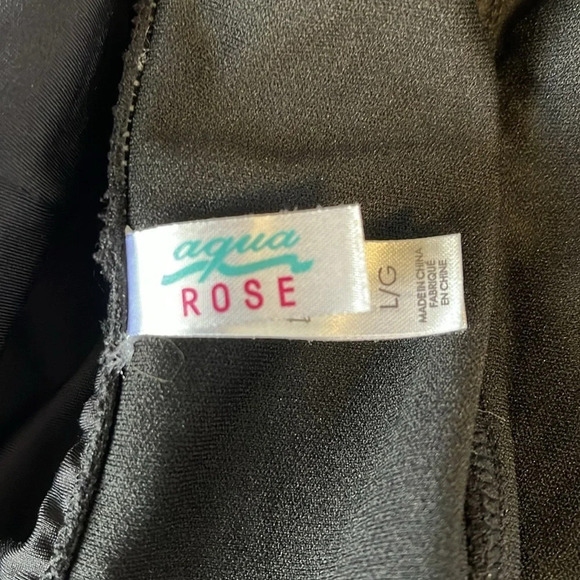 aqua
ROSE
L/G
MADE IN CHINA
FABRIQUÉ
EN CHINE